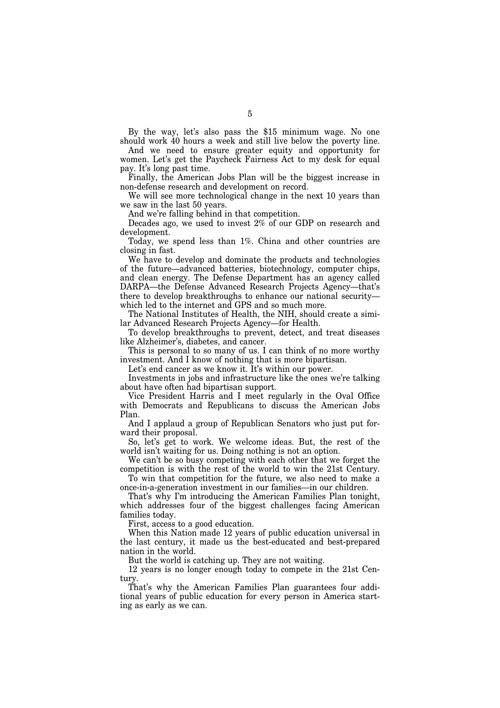 5
By the way, let's also pass the $15 minimum wage. No one
should work 40 hours a week and still live below the poverty line.
And we need to ensure greater equity and opportunity for
women. Let's get the Paycheck Fairness Act to my desk for equal
pay. It's long past time.
Finally, the American Jobs Plan will be the biggest increase in
non-defense research and development on record.
We will see more technological change in the next 10 years than
we saw in the last 50 years.
And we're falling behind in that competition.
Decades ago, we used to invest 2% of our GDP on research and
development.
Today, we spend less than 1%. China and other countries are
closing in fast.
We have to develop and dominate the products and technologies
of the future—advanced batteries, biotechnology, computer chips,
and clean energy. The Defense Department has an agency called
DARPA—the Defense Advanced Research Projects Agency—that's
there to develop breakthroughs to enhance our national security—
which led to the internet and GPS and so much more.
The National Institutes of Health, the NIH, should create a simi-
lar Advanced Research Projects Agency—for Health.
To develop breakthroughs to prevent, detect, and treat diseases
like Alzheimer's, diabetes, and cancer.
This is personal to so many of us. I can think of no more worthy
investment. And I know of nothing that is more bipartisan.
Let's end cancer as we know it. It's within our power.
Investments in jobs and infrastructure like the ones we're talking
about have often had bipartisan support.
Vice President Harris and I meet regularly in the Oval Office
with Democrats and Republicans to discuss the American Jobs
Plan.
And I applaud a group of Republican Senators who just put for-
ward their proposal.
So, let's get to work. We welcome ideas. But, the rest of the
world isn't waiting for us. Doing nothing is not an option.
We can't be so busy competing with each other that we forget the
competition is with the rest of the world to win the 21st Century.
To win that competition for the future, we also need to make a
once-in-a-generation investment in our families—in our children.
That's why I'm introducing the American Families Plan tonight,
which addresses four of the biggest challenges facing American
families today.
First, access to a good education.
When this Nation made 12 years of public education universal in
the last century, it made us the best-educated and best-prepared
nation in the world.
But the world is catching up. They are not waiting.
12 years is no longer enough today to compete in the 21st Cen-
tury.
That's why the American Families Plan guarantees four addi-
tional years of public education for every person in America start-
ing as early as we can.